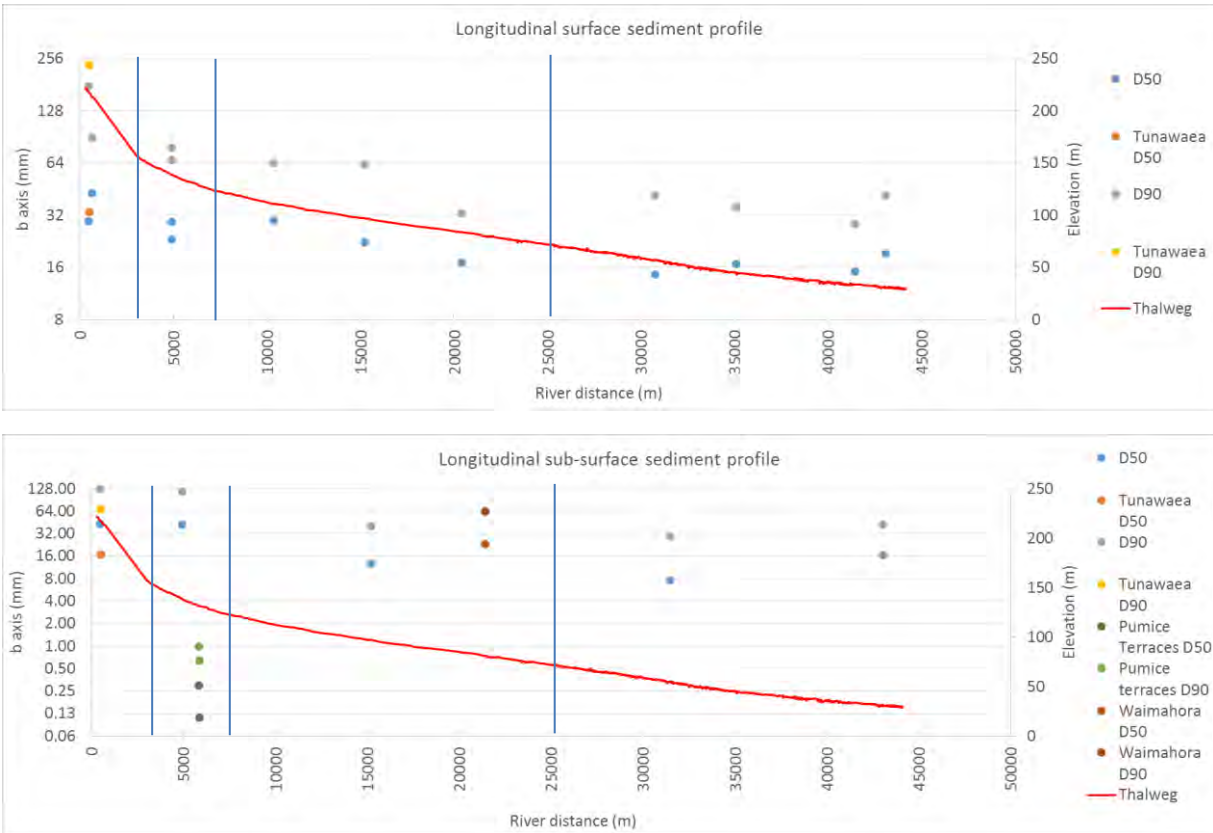 Longitudinal surface sediment profile
256
128
64
32
16
8
b axis (mm)
250
200
150
100
50
0
Elevation (m)
0
5000
10000
15000
20000
25000
30000
35000
40000
45000
50000
River distance (m)
D50
Tunawaea
D50
D90
Tunawaea
D90
Thalweg
Longitudinal sub-surface sediment profile
128.00
64.00
32.00
16.00
8.00
4.00
2.00
1.00
0.50
0.25
0.13
0.06
b axis (mm)
250
200
150
100
50
0
Elevation (m)
0
5000
10000
15000
20000
25000
30000
35000
40000
45000
50000
River distance (m)
D50
Tunawaea
D50
D90
Tunawaea
D90
Pumice
Terraces D50
Pumice
terraces D90
Waimahora
D50
Waimahora
D90
Thalweg